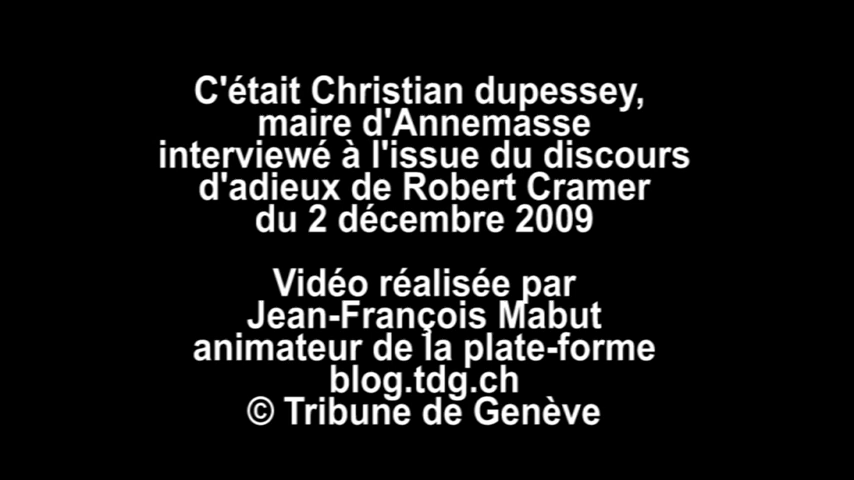 C'était Christian dupessey,
maire d'Annemasse
interviewé à l'issue du discours
d'adieux de Robert Cramer
du 2 décembre 2009
Vidéo réalisée par
Jean-François Mabut
animateur de la plate-forme
blog.tdg.ch
© Tribune de Genève